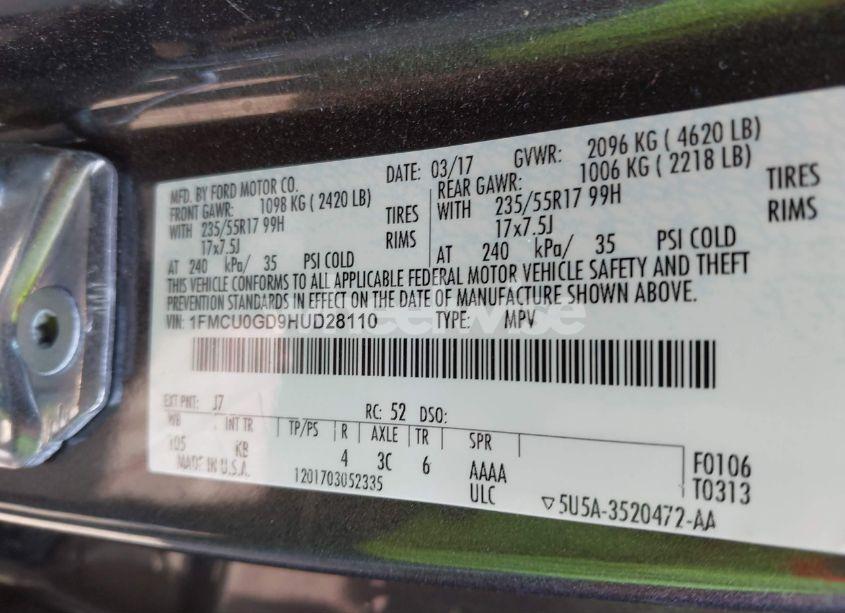 MFD. BY FORD MOTOR CO.
DATE: 03/17 GVWR: 2096 KG ( 4620 LB)
FRONT GAWR: 1098 KG ( 2420 LB)
REAR GAWR: 1006 KG ( 2218 LB)
WITH 235/55R17 99H TIRES
WITH 235/55R17 99H TIRES
17x7.5J RIMS
17x7.5J RIMS
AT 240 kPa/ 35 PSI COLD
AT 240 kPa/ 35 PSI COLD
THIS VEHICLE CONFORMS TO ALL APPLICABLE FEDERAL MOTOR VEHICLE SAFETY AND THEFT
PREVENTION STANDARDS IN EFFECT ON THE DATE OF MANUFACTURE SHOWN ABOVE.
VIN: 1FMCU0GD9HUD28110 TYPE: MPV
EXT PNT: J7 RC: 52 DSO:
WB INT TR TP/PS R AXLE TR SPR
105 KB 4 3C 6 AAAA
F0106
MADE IN U.S.A. 1201703052335 ULC
T0313
▽5U5A-3520472-AA